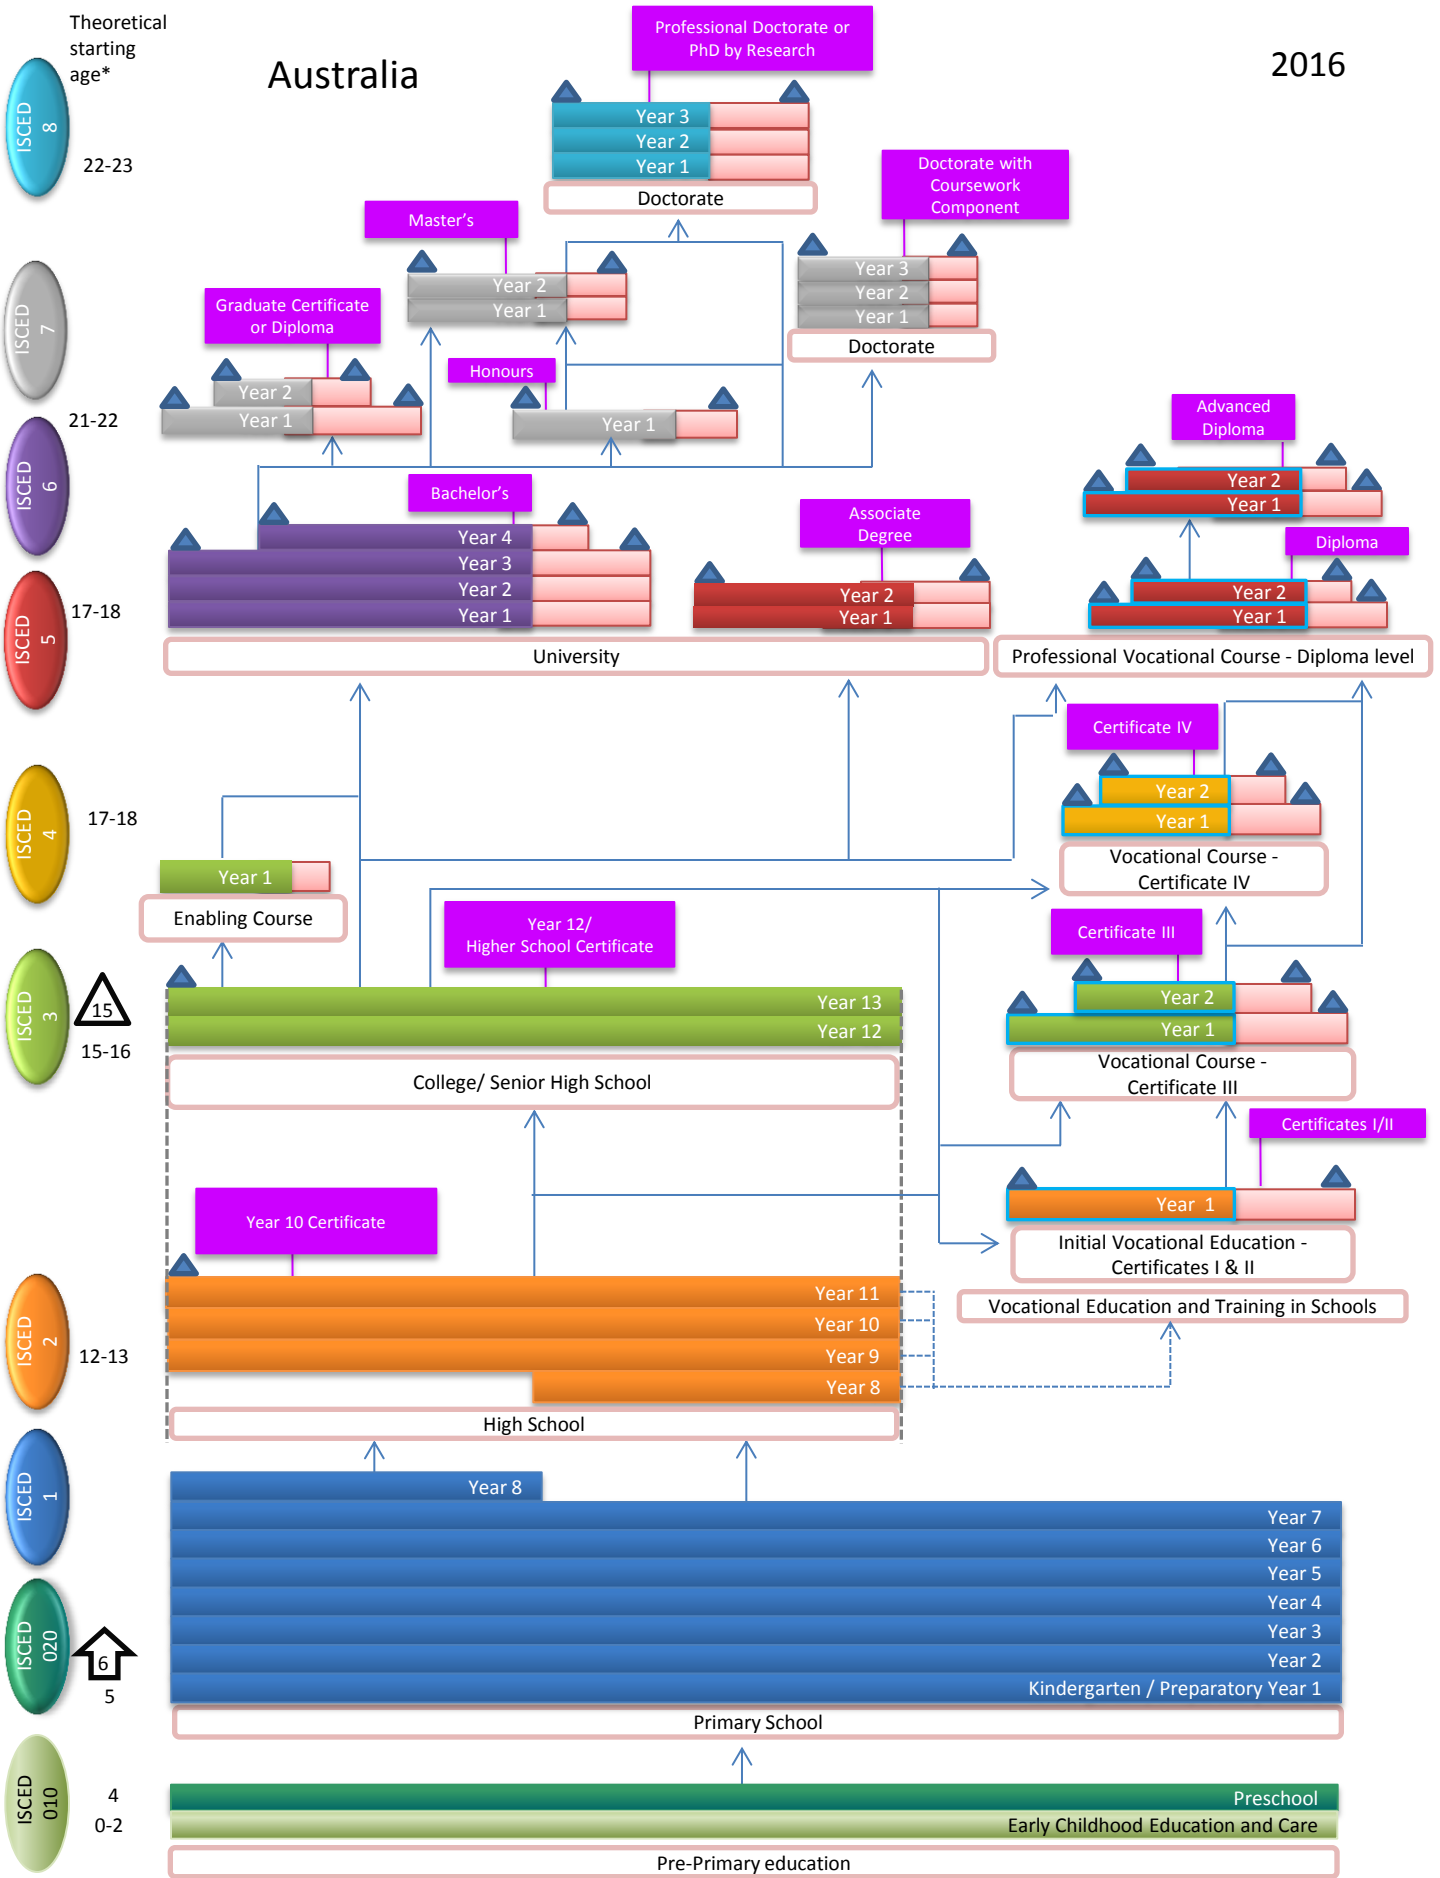 Theoretical
starting
age*
Australia
2016
Professional Doctorate or
PhD by Research
ISCED
8
22-23
Year 3
Year 2
Year 1
Doctorate
Doctorate with
Coursework
Component
Master's
Year 2
Year 1
Year 3
Year 2
Year 1
Doctorate
ISCED
7
Graduate Certificate
or Diploma
Year 2
Year 1
Honours
Year 1
21-22
Advanced
Diploma
Year 2
Year 1
ISCED
6
Bachelor's
Year 4
Year 3
Year 2
Year 1
Associate
Degree
Year 2
Year 1
Diploma
Year 2
Year 1
ISCED
5
17-18
University
Professional Vocational Course - Diploma level
Certificate IV
Year 2
Year 1
Vocational Course -
Certificate IV
ISCED
4
17-18
Year 1
Enabling Course
Year 12/
Higher School Certificate
Certificate III
ISCED
3
15
15-16
Year 13
Year 12
College/ Senior High School
Year 2
Year 1
Vocational Course -
Certificate III
Certificates I/II
Year 1
Initial Vocational Education -
Certificates I & II
Vocational Education and Training in Schools
Year 10 Certificate
ISCED
2
12-13
Year 11
Year 10
Year 9
Year 8
High School
ISCED
1
Year 8
Year 7
Year 6
Year 5
Year 4
Year 3
Year 2
Kindergarten / Preparatory Year 1
ISCED
020
6
5
Primary School
ISCED
010
4
0-2
Preschool
Early Childhood Education and Care
Pre-Primary education